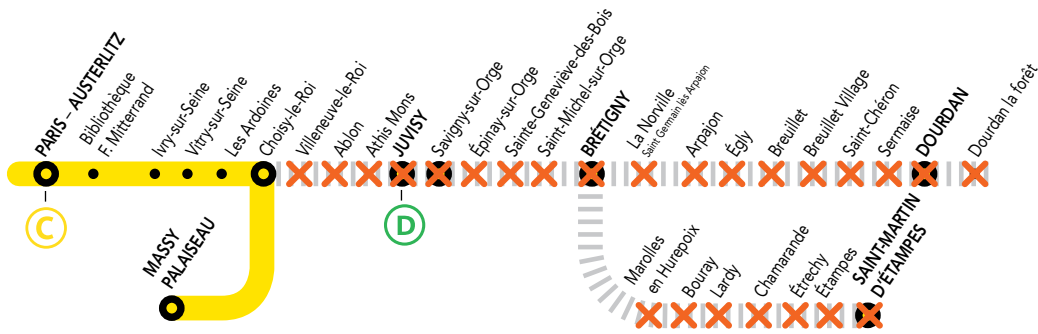 PARIS – AUSTERLITZ
Bibliothèque
F. Mitterrand
Ivry-sur-Seine
Vitry-sur-Seine
Les Ardoines
Choisy-le-Roi
Villeneuve-le-Roi
Ablon
Athis Mons
JUVISY
Savigny-sur-Orge
Épinay-sur-Orge
Sainte-Geneviève-des-Bois
Saint-Michel-sur-Orge
BRÉTIGNY
La Norville
Saint Germain lès Arpajon
Arpajon
Égly
Breuillet
Breuillet Village
Saint-Chéron
Sermaise
DOURDAN
Dourdan la forêt
C
D
MASSY
PALAISEAU
Marolles
en Hurepoix
Bouray
Lardy
Chamarande
Étrechy
Étampes
SAINT-MARTIN
D'ÉTAMPES